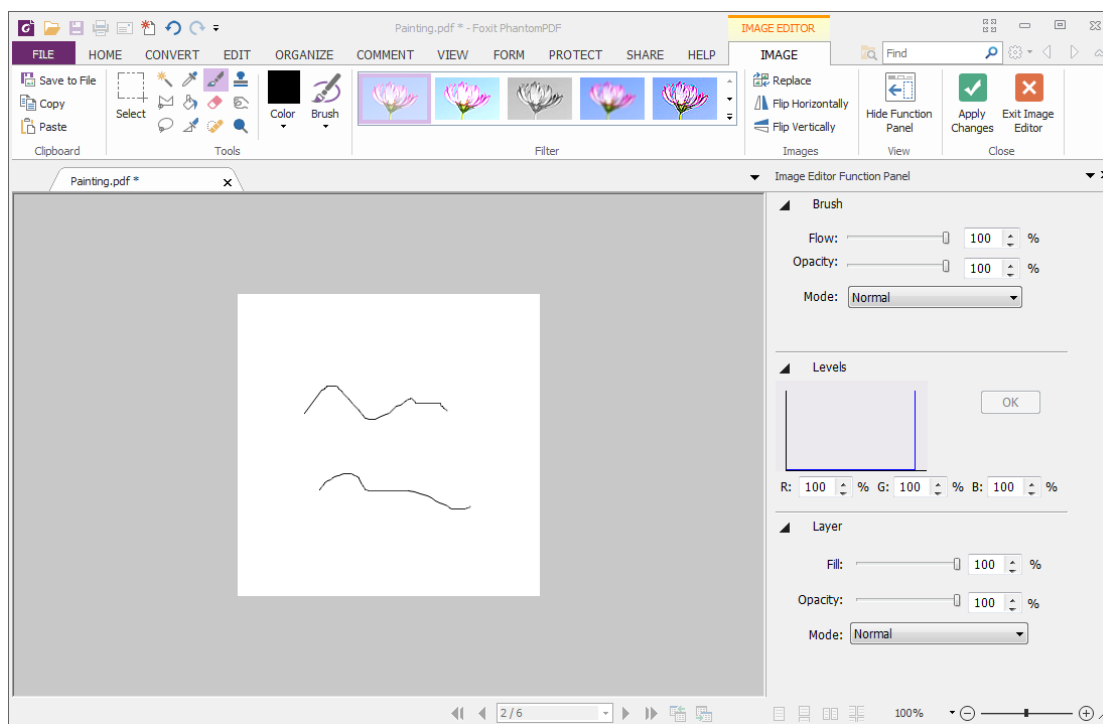 Painting.pdf * - Foxit PhantomPDF
IMAGE EDITOR
FILE HOME CONVERT EDIT ORGANIZE COMMENT VIEW FORM PROTECT SHARE HELP IMAGE Find
Save to File
Copy
Paste
Clipboard
Select
Tools
Color
Brush
Filter
Replace
Flip Horizontally
Flip Vertically
Images
Hide Function
Panel
View
Apply
Changes
Exit Image
Editor
Close
Painting.pdf * x
Image Editor Function Panel
Brush
Flow: 100 %
Opacity: 100 %
Mode: Normal
Levels
OK
R: 100 % G: 100 % B: 100 %
Layer
Fill: 100 %
Opacity: 100 %
Mode: Normal
2 / 6
100%